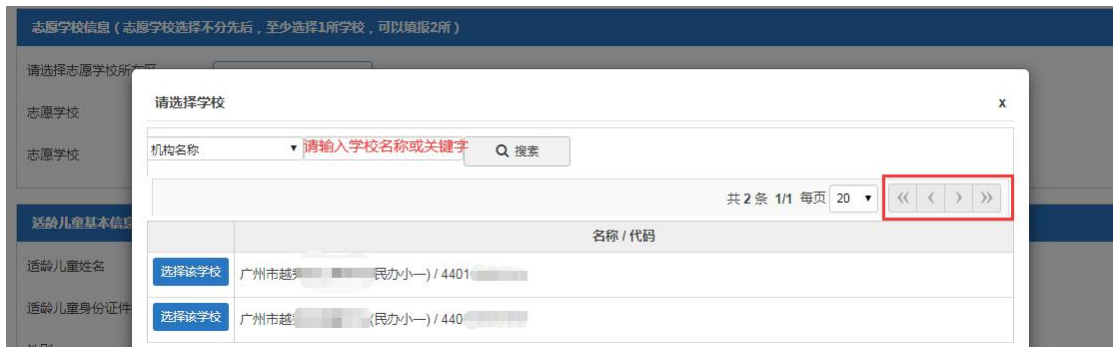 志愿学校信息（志愿学校选择不分先后，至少选择1所学校，可以填报2所）
请选择志愿学校所在区
志愿学校
志愿学校
请选择学校 x
机构名称 请输入学校名称或关键字 搜索
共 2 条 1/1 每页 20
名称 / 代码
选择该学校 广州市越 民办小一) / 4401
选择该学校 广州市越 (民办小一) / 440
适龄儿童基本信息
适龄儿童姓名
适龄儿童身份证件